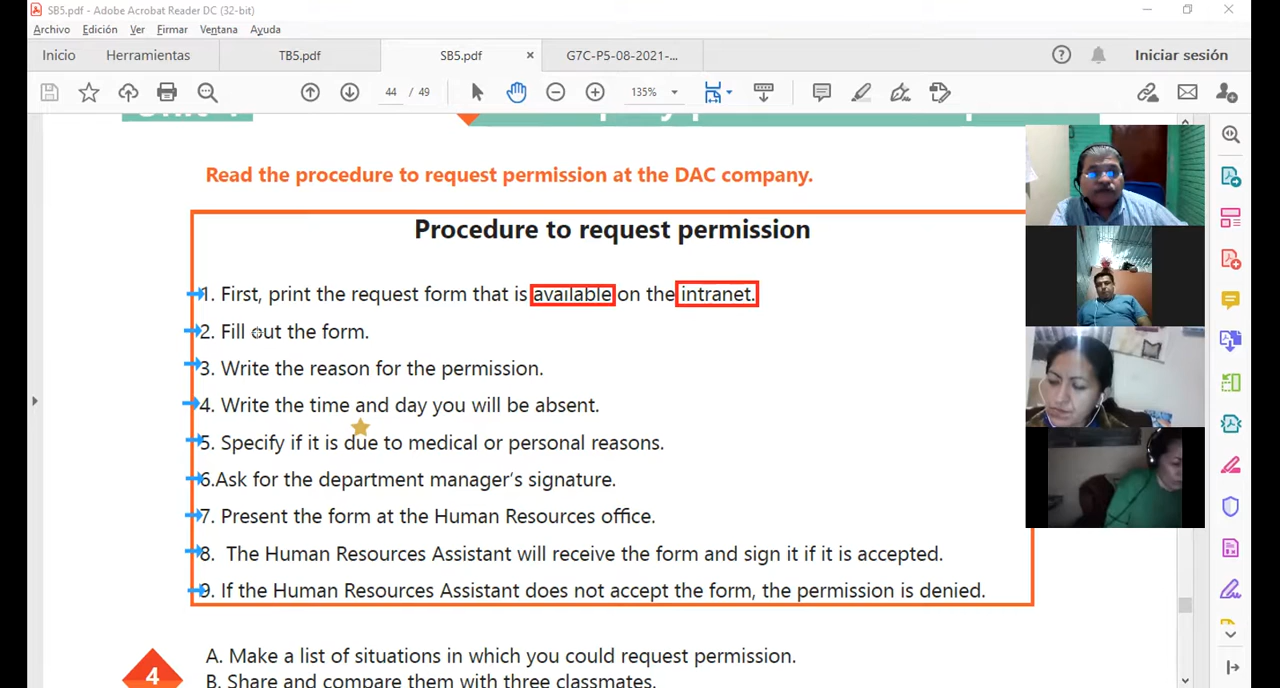 SB5.pdf - Adobe Acrobat Reader DC (32-bit)
Archivo Edición Ver Firmar Ventana Ayuda
Inicio Herramientas TB5.pdf SB5.pdf × G7C-P5-08-2021-... Iniciar sesión
44 / 49 135%
Read the procedure to request permission at the DAC company.
Procedure to request permission
1. First, print the request form that is available on the intranet.
2. Fill out the form.
3. Write the reason for the permission.
4. Write the time and day you will be absent.
5. Specify if it is due to medical or personal reasons.
6.Ask for the department manager's signature.
7. Present the form at the Human Resources office.
8. The Human Resources Assistant will receive the form and sign it if it is accepted.
9. If the Human Resources Assistant does not accept the form, the permission is denied.
4
A. Make a list of situations in which you could request permission.
B. Share and compare them with three classmates.